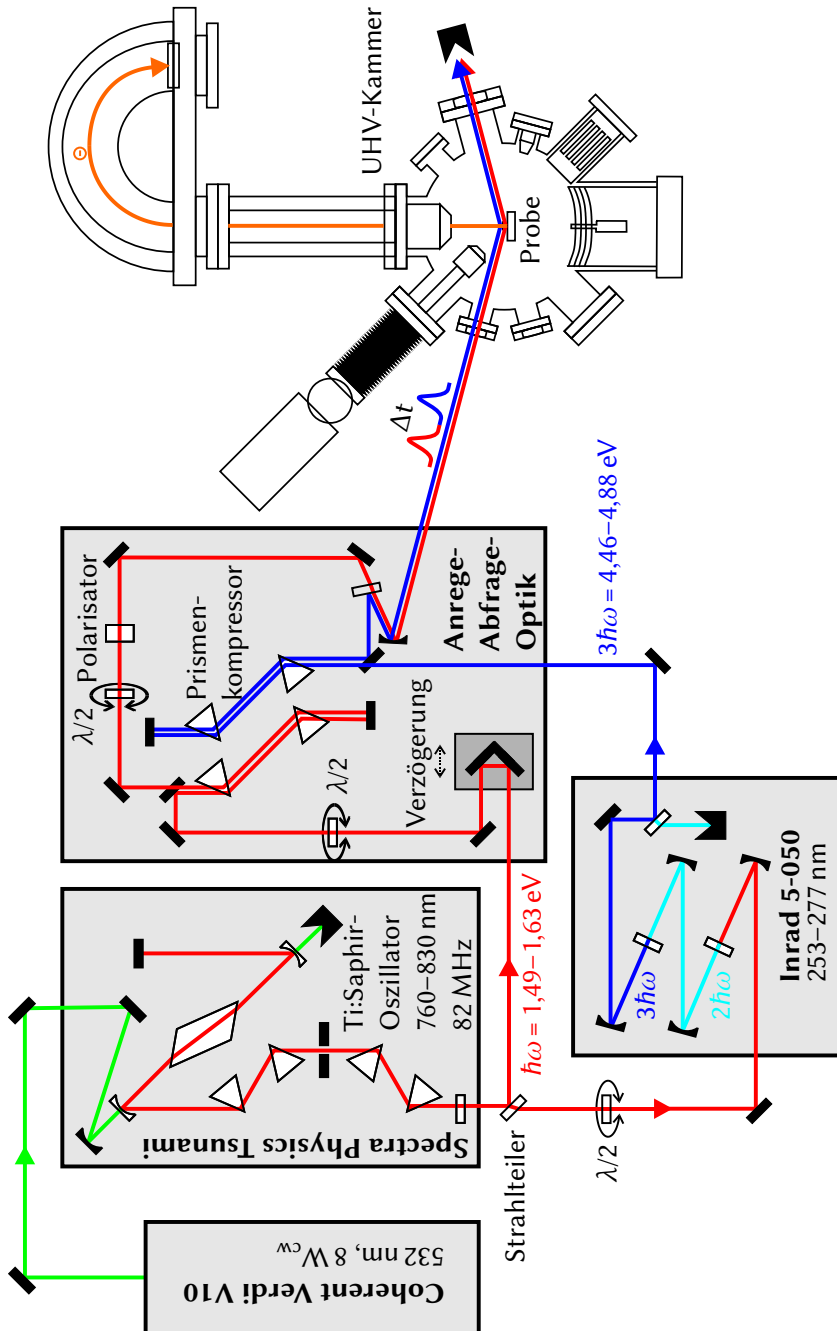 Coherent Verdi V10
532 nm, 8 W_cw
Spectra Physics Tsunami
Ti:Saphir-
Oszillator
760–830 nm
82 MHz
Strahlteiler
λ/2
ħω = 1,49–1,63 eV
Inrad 5-050
253–277 nm
2ħω
3ħω
3ħω = 4,46–4,88 eV
Anrege-
Abfrage-
Optik
Verzögerung
λ/2
λ/2
Polarisator
Prismen-
kompressor
Δt
UHV-Kammer
Probe
⊖